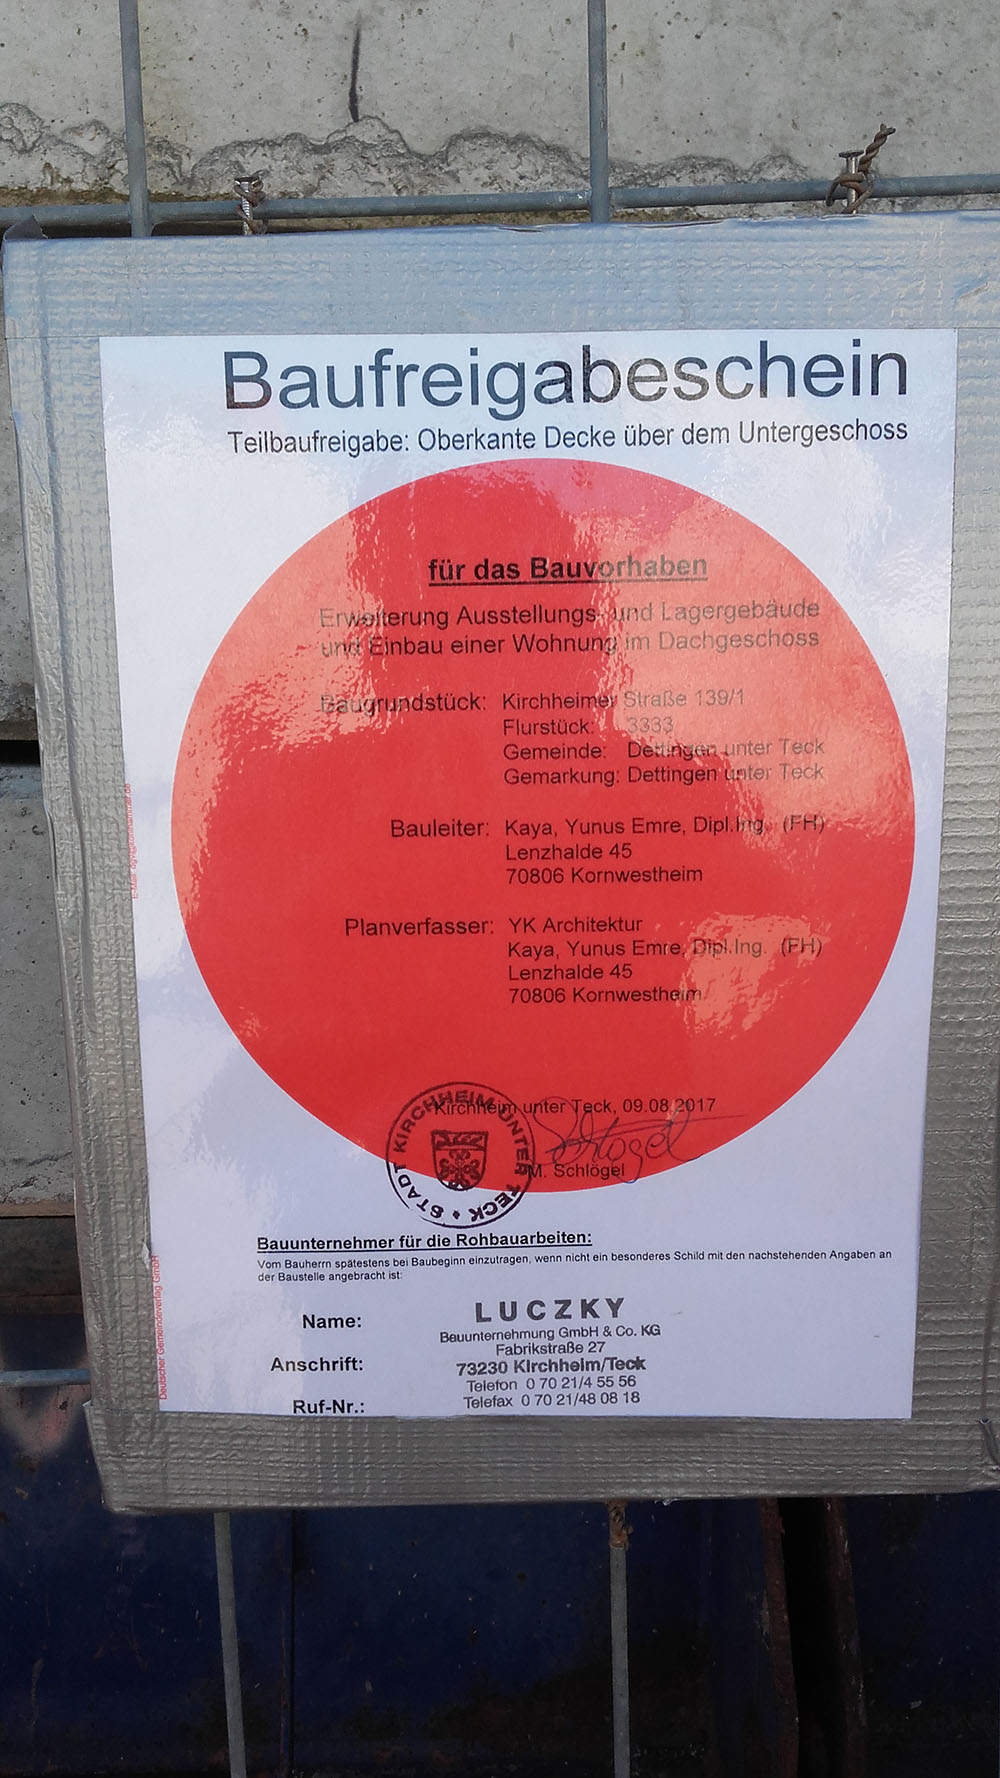 Baufreigabeschein
Teilbaufreigabe: Oberkante Decke über dem Untergeschoss
für das Bauvorhaben
Erweiterung Ausstellungs- und Lagergebäude
und Einbau einer Wohnung im Dachgeschoss
Baugrundstück: Kirchheimer Straße 139/1
Flurstück: 3333
Gemeinde: Dettingen unter Teck
Gemarkung: Dettingen unter Teck
Bauleiter: Kaya, Yunus Emre, Dipl.Ing. (FH)
Lenzhalde 45
70806 Kornwestheim
Planverfasser: YK Architektur
Kaya, Yunus Emre, Dipl.Ing. (FH)
Lenzhalde 45
70806 Kornwestheim
Kirchheim unter Teck, 09.08.2017
Schlögel
M. Schlögel
STADT KIRCHHEIM UNTER TECK
Bauunternehmer für die Rohbauarbeiten:
Vom Bauherrn spätestens bei Baubeginn einzutragen, wenn nicht ein besonderes Schild mit den nachstehenden Angaben an
der Baustelle angebracht ist:
Name: LUCZKY
Bauunternehmung GmbH & Co. KG
Fabrikstraße 27
Anschrift: 73230 Kirchheim/Teck
Telefon 0 70 21/4 55 56
Ruf-Nr.: Telefax 0 70 21/48 08 18
Deutscher Gemeindeverlag GmbH
E-Mail: